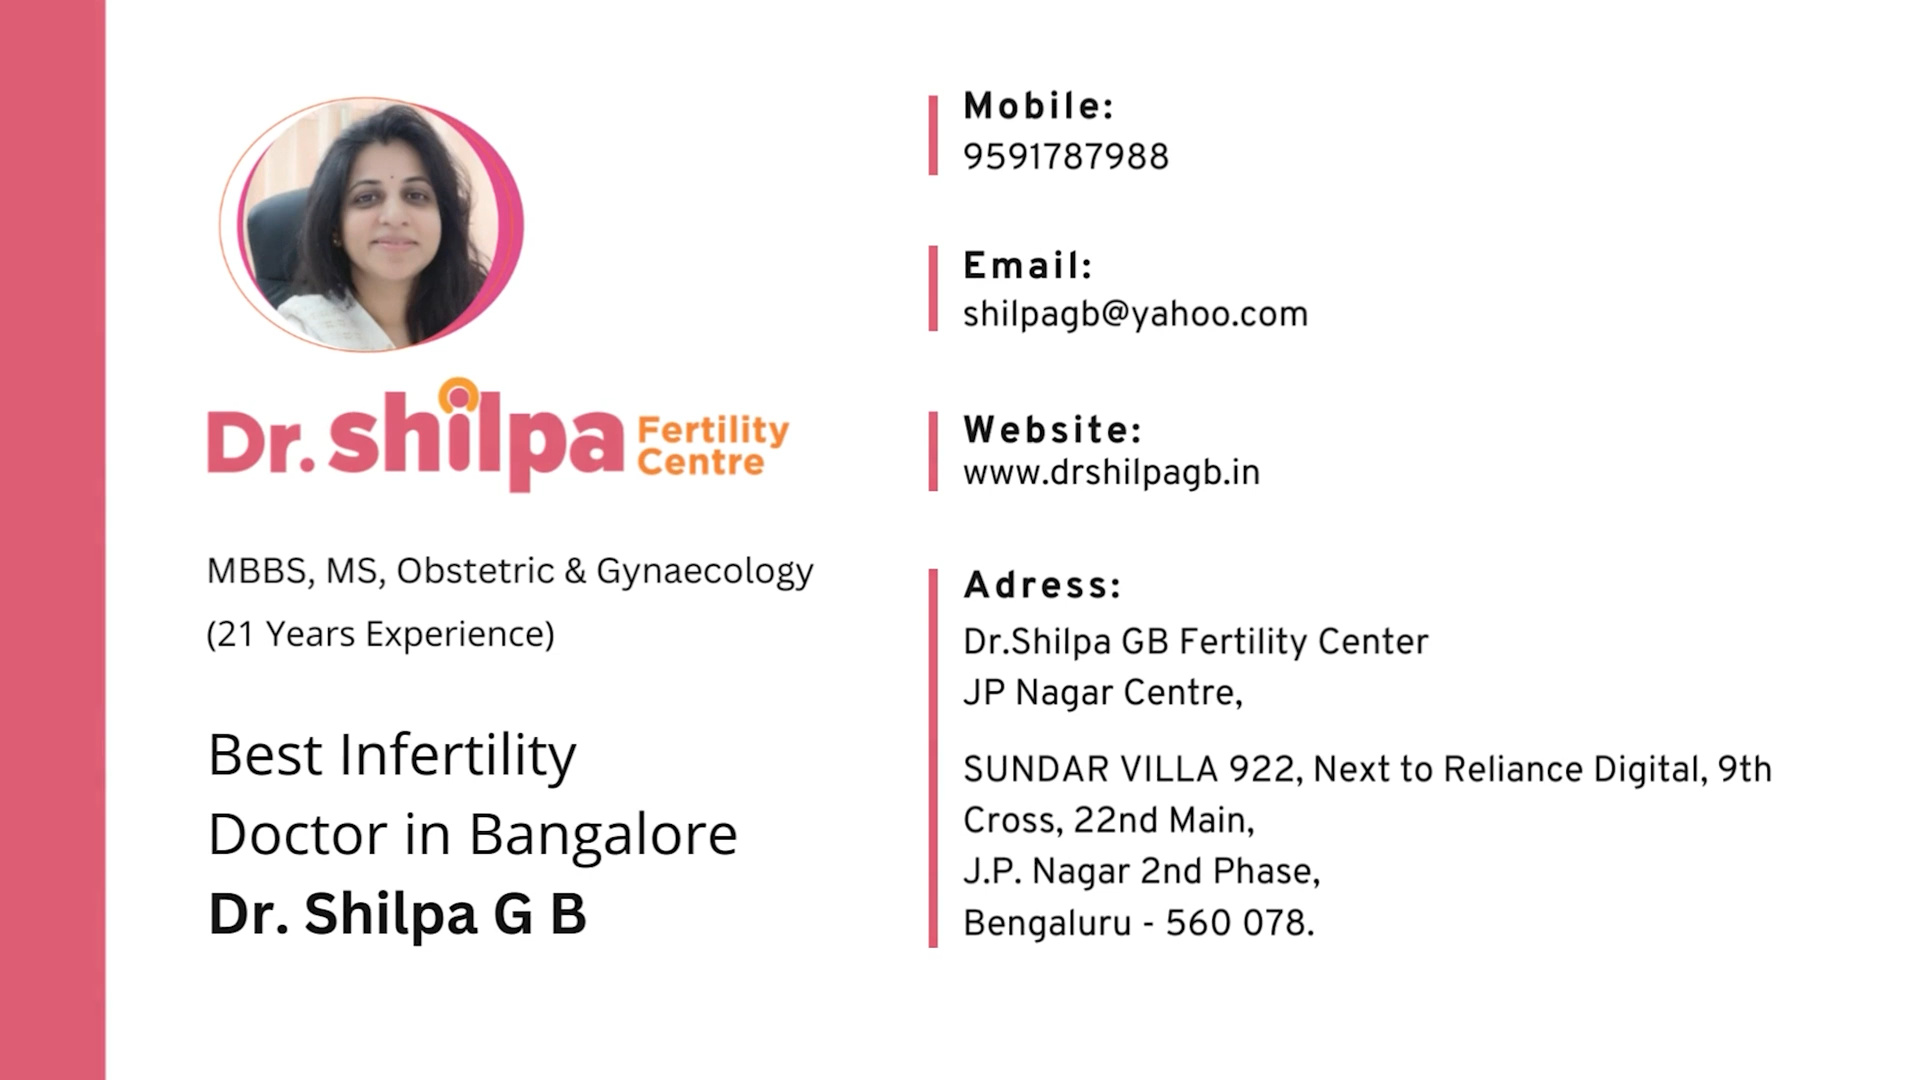 Dr. shilpa Fertility Centre
MBBS, MS, Obstetric & Gynaecology
(21 Years Experience)
Best Infertility
Doctor in Bangalore
Dr. Shilpa G B
Mobile:
9591787988
Email:
shilpagb@yahoo.com
Website:
www.drshilpagb.in
Adress:
Dr.Shilpa GB Fertility Center
JP Nagar Centre,
SUNDAR VILLA 922, Next to Reliance Digital, 9th
Cross, 22nd Main,
J.P. Nagar 2nd Phase,
Bengaluru - 560 078.